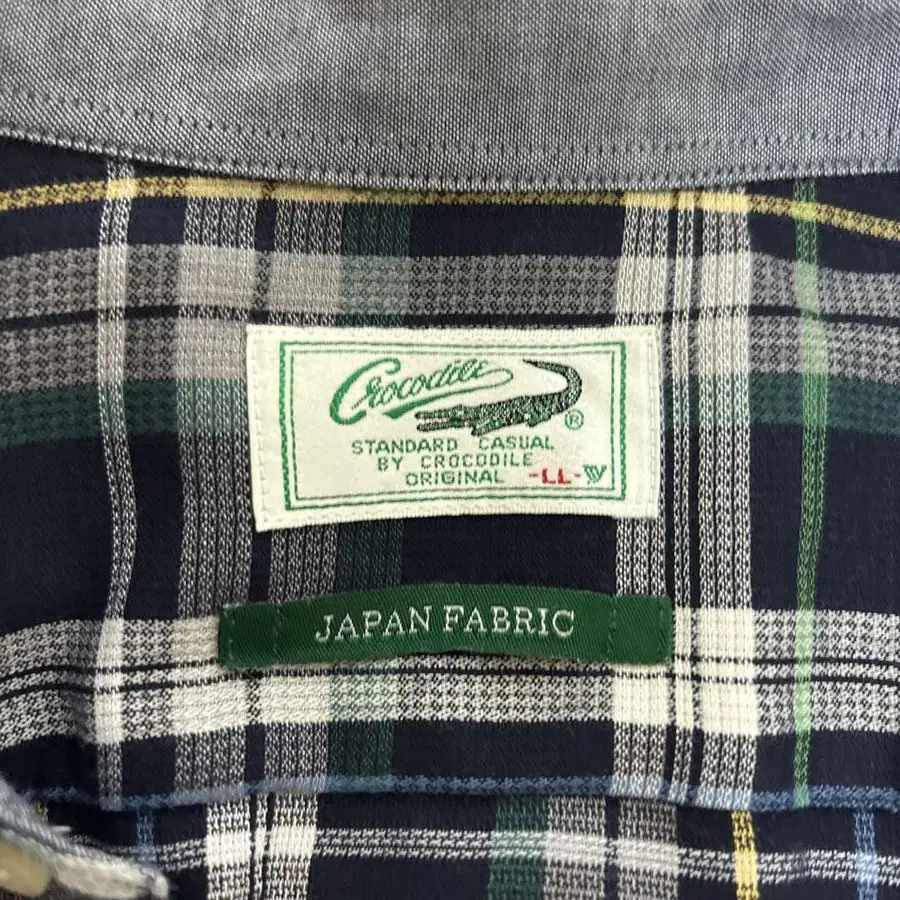 Crocodile
®
STANDARD CASUAL
BY CROCODILE
ORIGINAL -LL-
JAPAN FABRIC